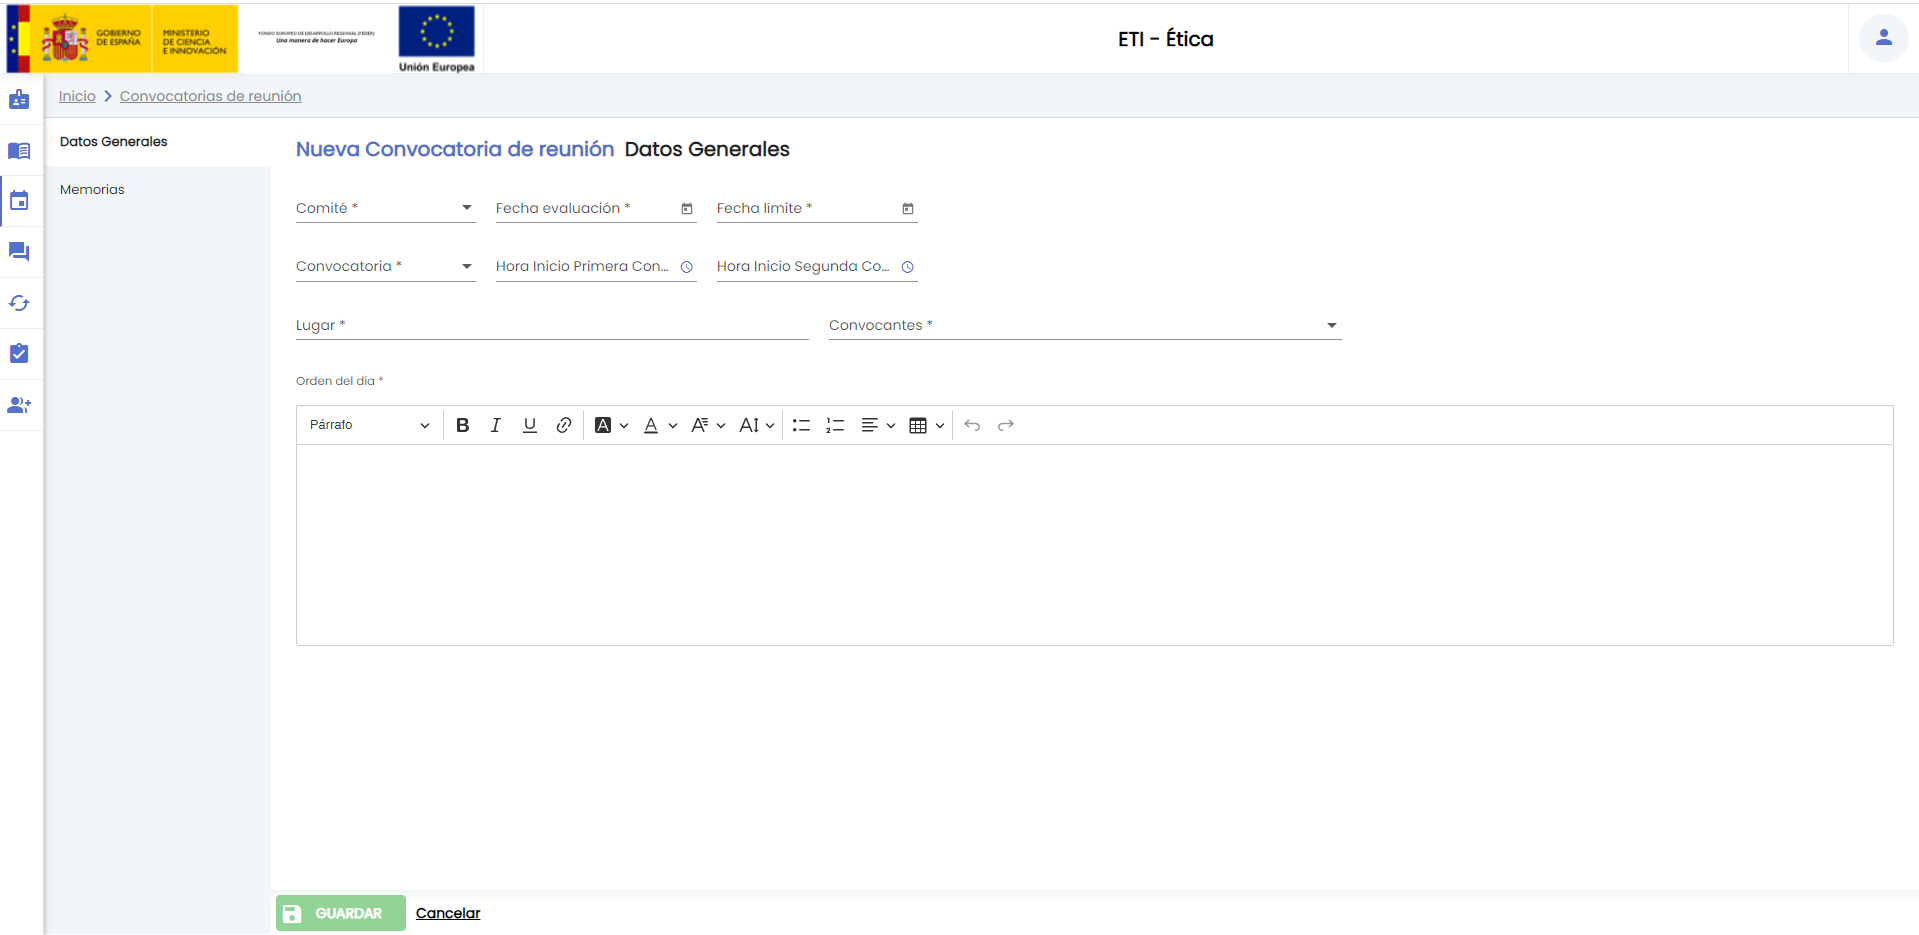 GOBIERNO
DE ESPAÑA
MINISTERIO
DE CIENCIA
E INNOVACIÓN
FONDO EUROPEO DE DESARROLLO REGIONAL (FEDER)
Una manera de hacer Europa
Unión Europea
ETI - Ética
Inicio > Convocatorias de reunión
Datos Generales
Memorias
Nueva Convocatoria de reunión Datos Generales
Comité *
Fecha evaluación *
Fecha límite *
Convocatoria *
Hora Inicio Primera Con...
Hora Inicio Segunda Co...
Lugar *
Convocantes *
Orden del día *
Párrafo
GUARDAR
Cancelar